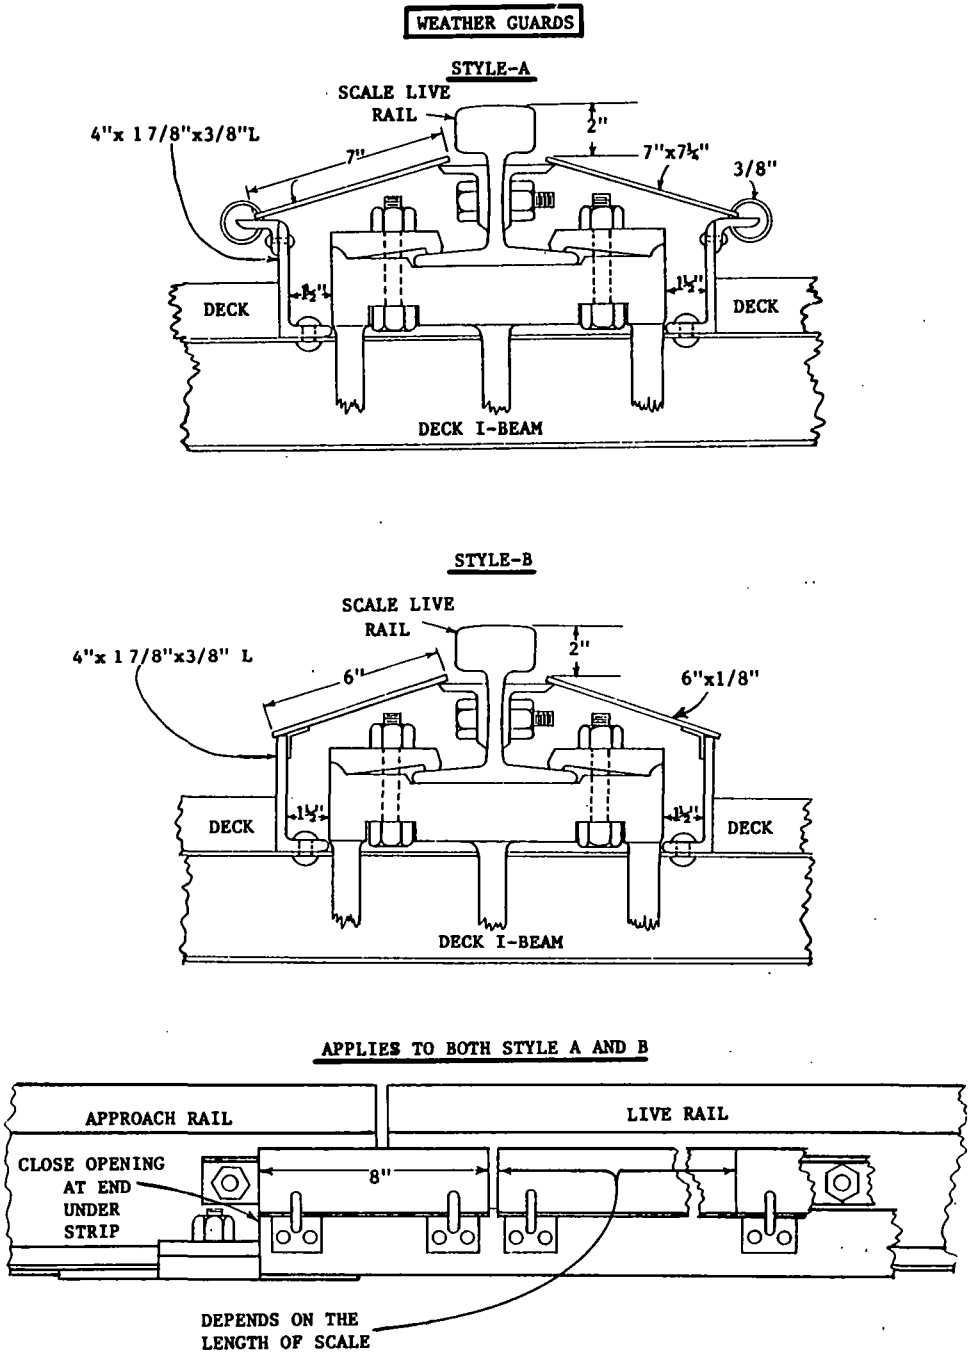 WEATHER GUARDS
STYLE-A
SCALE LIVE
RAIL
4"x 1 7/8"x3/8"L
7"
2"
7"x7¼"
3/8"
1½"
1½"
DECK
DECK
DECK I-BEAM
STYLE-B
SCALE LIVE
RAIL
4"x 1 7/8"x3/8" L
6"
2"
6"x1/8"
1½"
1½"
DECK
DECK
DECK I-BEAM
APPLIES TO BOTH STYLE A AND B
APPROACH RAIL
LIVE RAIL
CLOSE OPENING
AT END
UNDER
STRIP
8"
DEPENDS ON THE
LENGTH OF SCALE